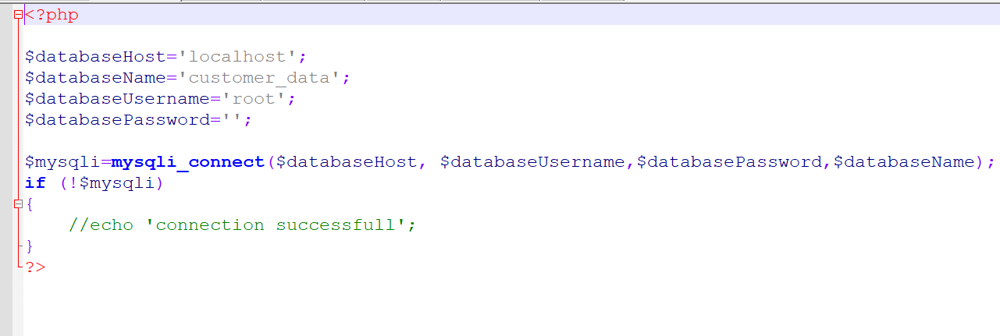 <?php
$databaseHost='localhost';
$databaseName='customer_data';
$databaseUsername='root';
$databasePassword='';
$mysqli=mysqli_connect($databaseHost, $databaseUsername,$databasePassword,$databaseName);
if (!$mysqli)
{
//echo 'connection successfull';
}
?>